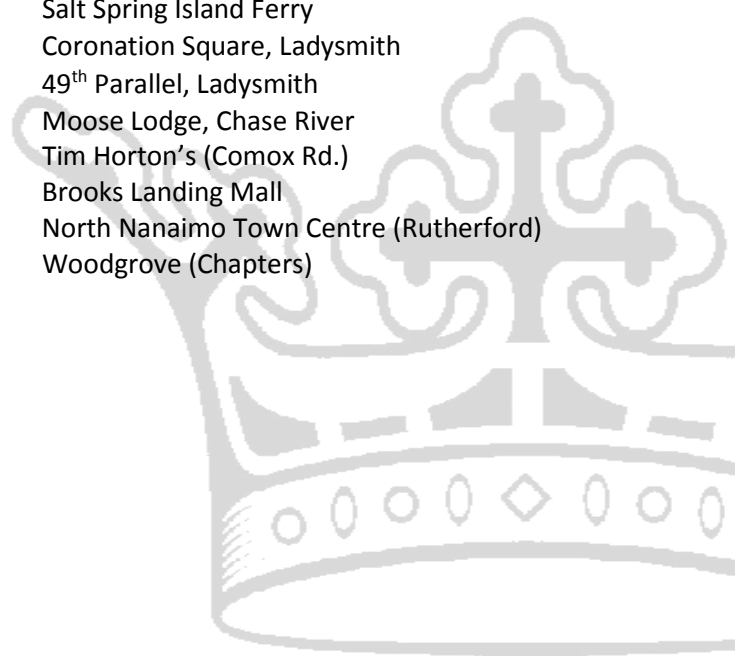 Salt Spring Island Ferry
Coronation Square, Ladysmith
49th Parallel, Ladysmith
Moose Lodge, Chase River
Tim Horton’s (Comox Rd.)
Brooks Landing Mall
North Nanaimo Town Centre (Rutherford)
Woodgrove (Chapters)